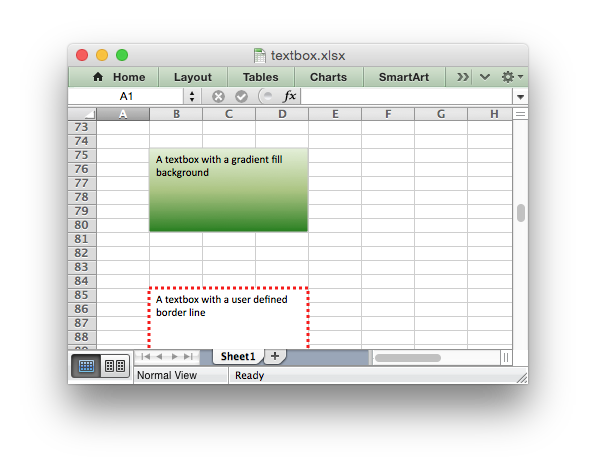 textbox.xlsx
Home Layout Tables Charts SmartArt
A1 fx
A B C D E F G H
73
74
75
A textbox with a gradient fill
76
background
77
78
79
80
81
82
83
84
85
A textbox with a user defined
86
border line
87
88
Sheet1
Normal View Ready